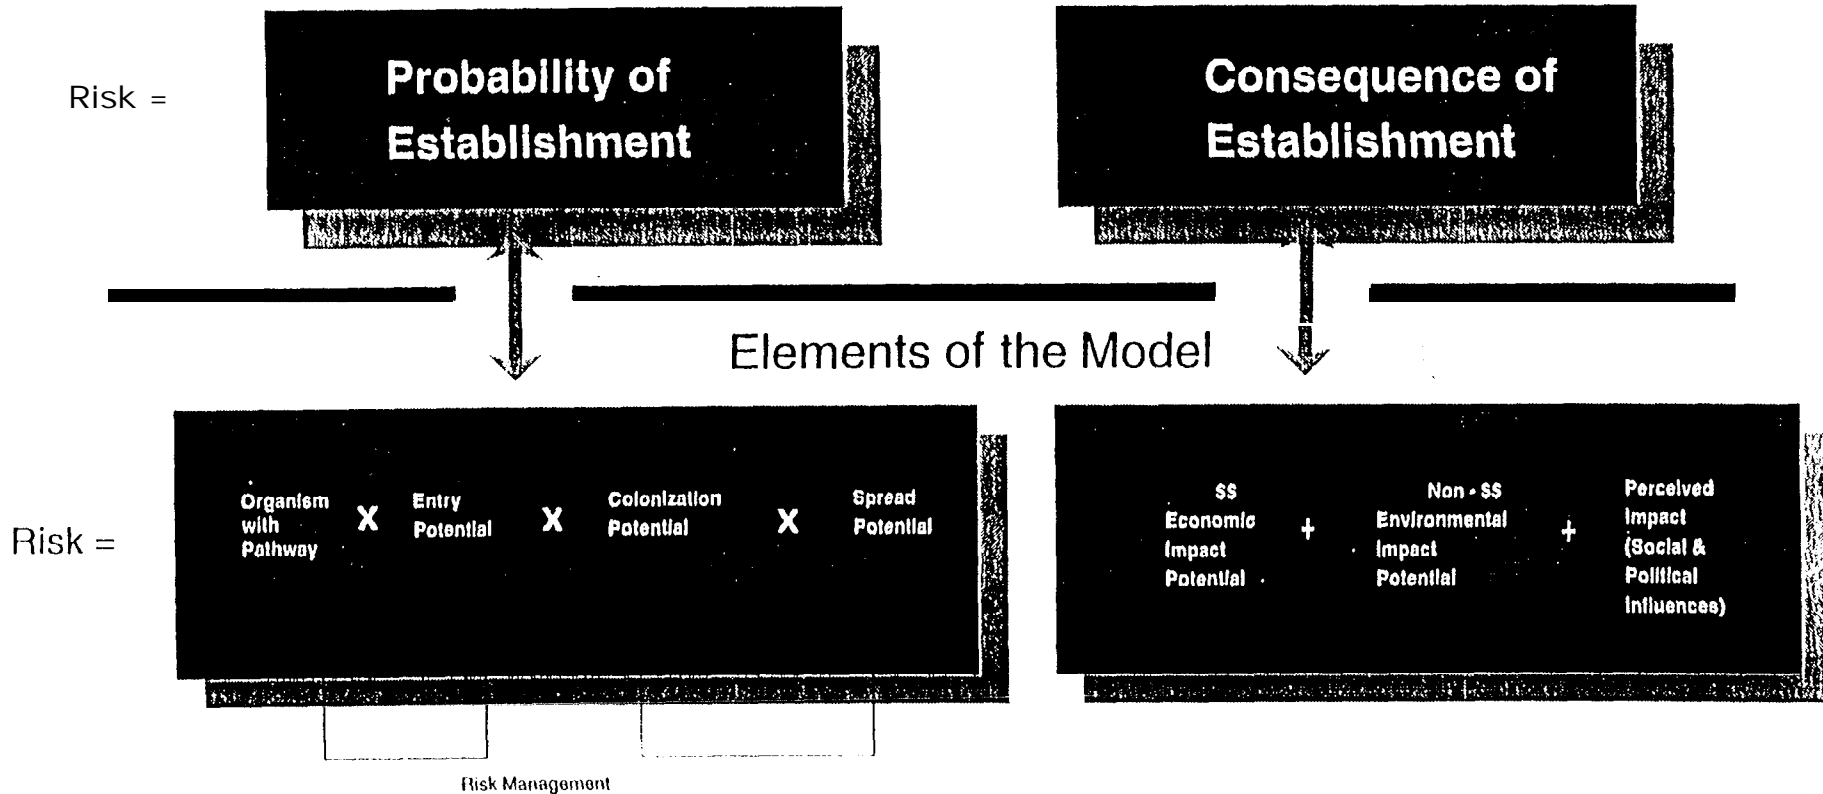 Risk =
Probability of
Establishment
Consequence of
Establishment
Elements of the Model
Risk =
Organism
with
Pathway
X
Entry
Potential
X
Colonization
Potential
X
Spread
Potential
$$
Economic
Impact
Potential
+
Non - $$
Environmental
Impact
Potential
+
Perceived
Impact
(Social &
Political
Influences)
Risk Management